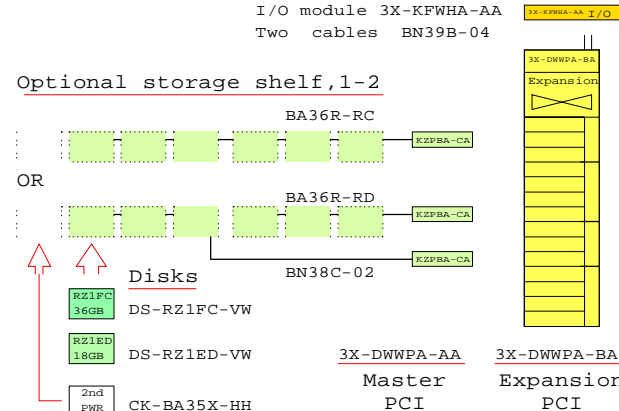 I/O module 3X-KFWHA-AA
3X-KFWHA-AA I/O
Two cables BN39B-04
3X-DWWPA-BA
Expansion
Optional storage shelf,1-2
BA36R-RC
KZPBA-CA
OR
BA36R-RD
KZPBA-CA
KZPBA-CA
BN38C-02
Disks
RZ1FC
36GB
DS-RZ1FC-VW
RZ1ED
18GB
DS-RZ1ED-VW
3X-DWWPA-AA
3X-DWWPA-BA
Master
PCI
Expansion
PCI
2nd
PWR
CK-BA35X-HH